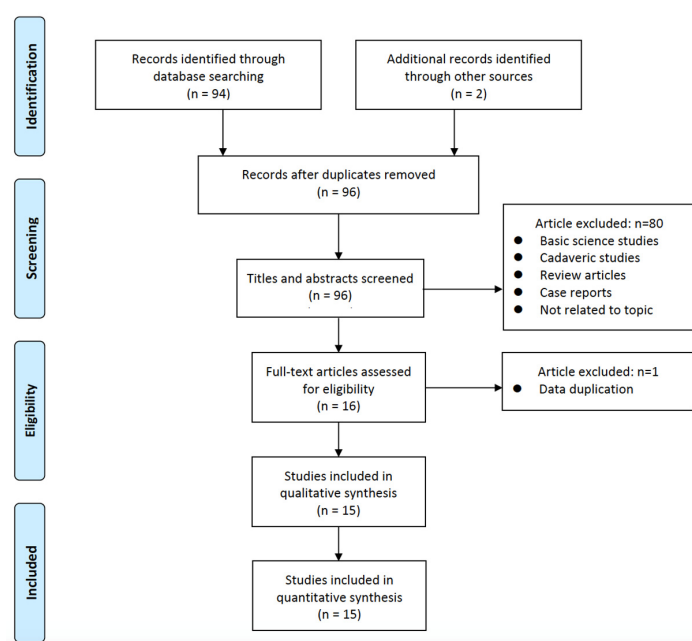 Identification
Records identified through
database searching
(n = 94)
Additional records identified
through other sources
(n = 2)
Records after duplicates removed
(n = 96)
Screening
Titles and abstracts screened
(n = 96)
Article excluded: n=80
● Basic science studies
● Cadaveric studies
● Review articles
● Case reports
● Not related to topic
Eligibility
Full-text articles assessed
for eligibility
(n = 16)
Article excluded: n=1
● Data duplication
Studies included in
qualitative synthesis
(n = 15)
Included
Studies included in
quantitative synthesis
(n = 15)